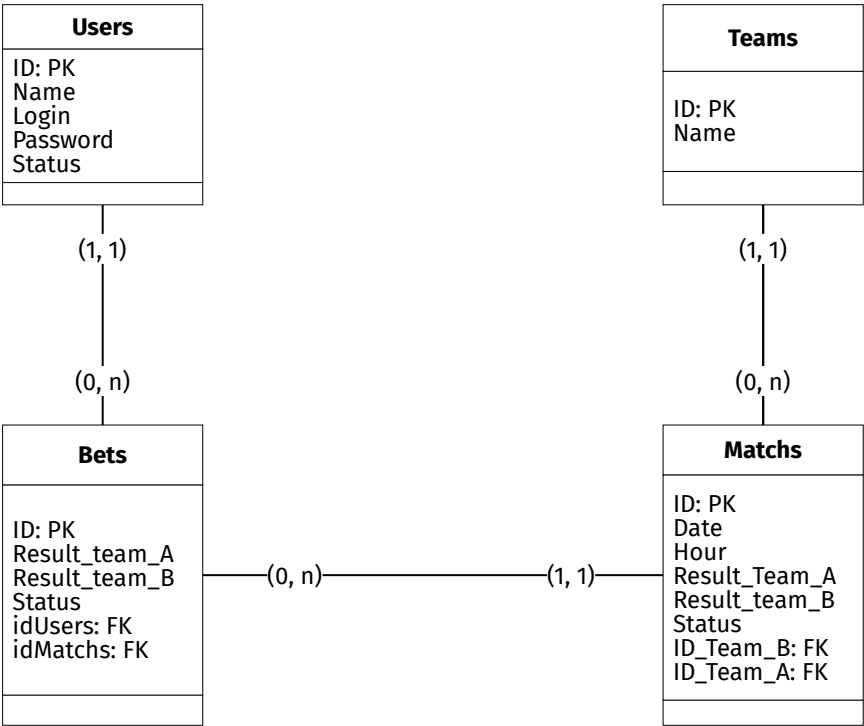 Users
ID: PK
Name
Login
Password
Status
(1, 1)
(0, n)
Teams
ID: PK
Name
(1, 1)
(0, n)
Bets
ID: PK
Result_team_A
Result_team_B
Status
idUsers: FK
idMatchs: FK
(0, n)
(1, 1)
Matchs
ID: PK
Date
Hour
Result_Team_A
Result_team_B
Status
ID_Team_B: FK
ID_Team_A: FK